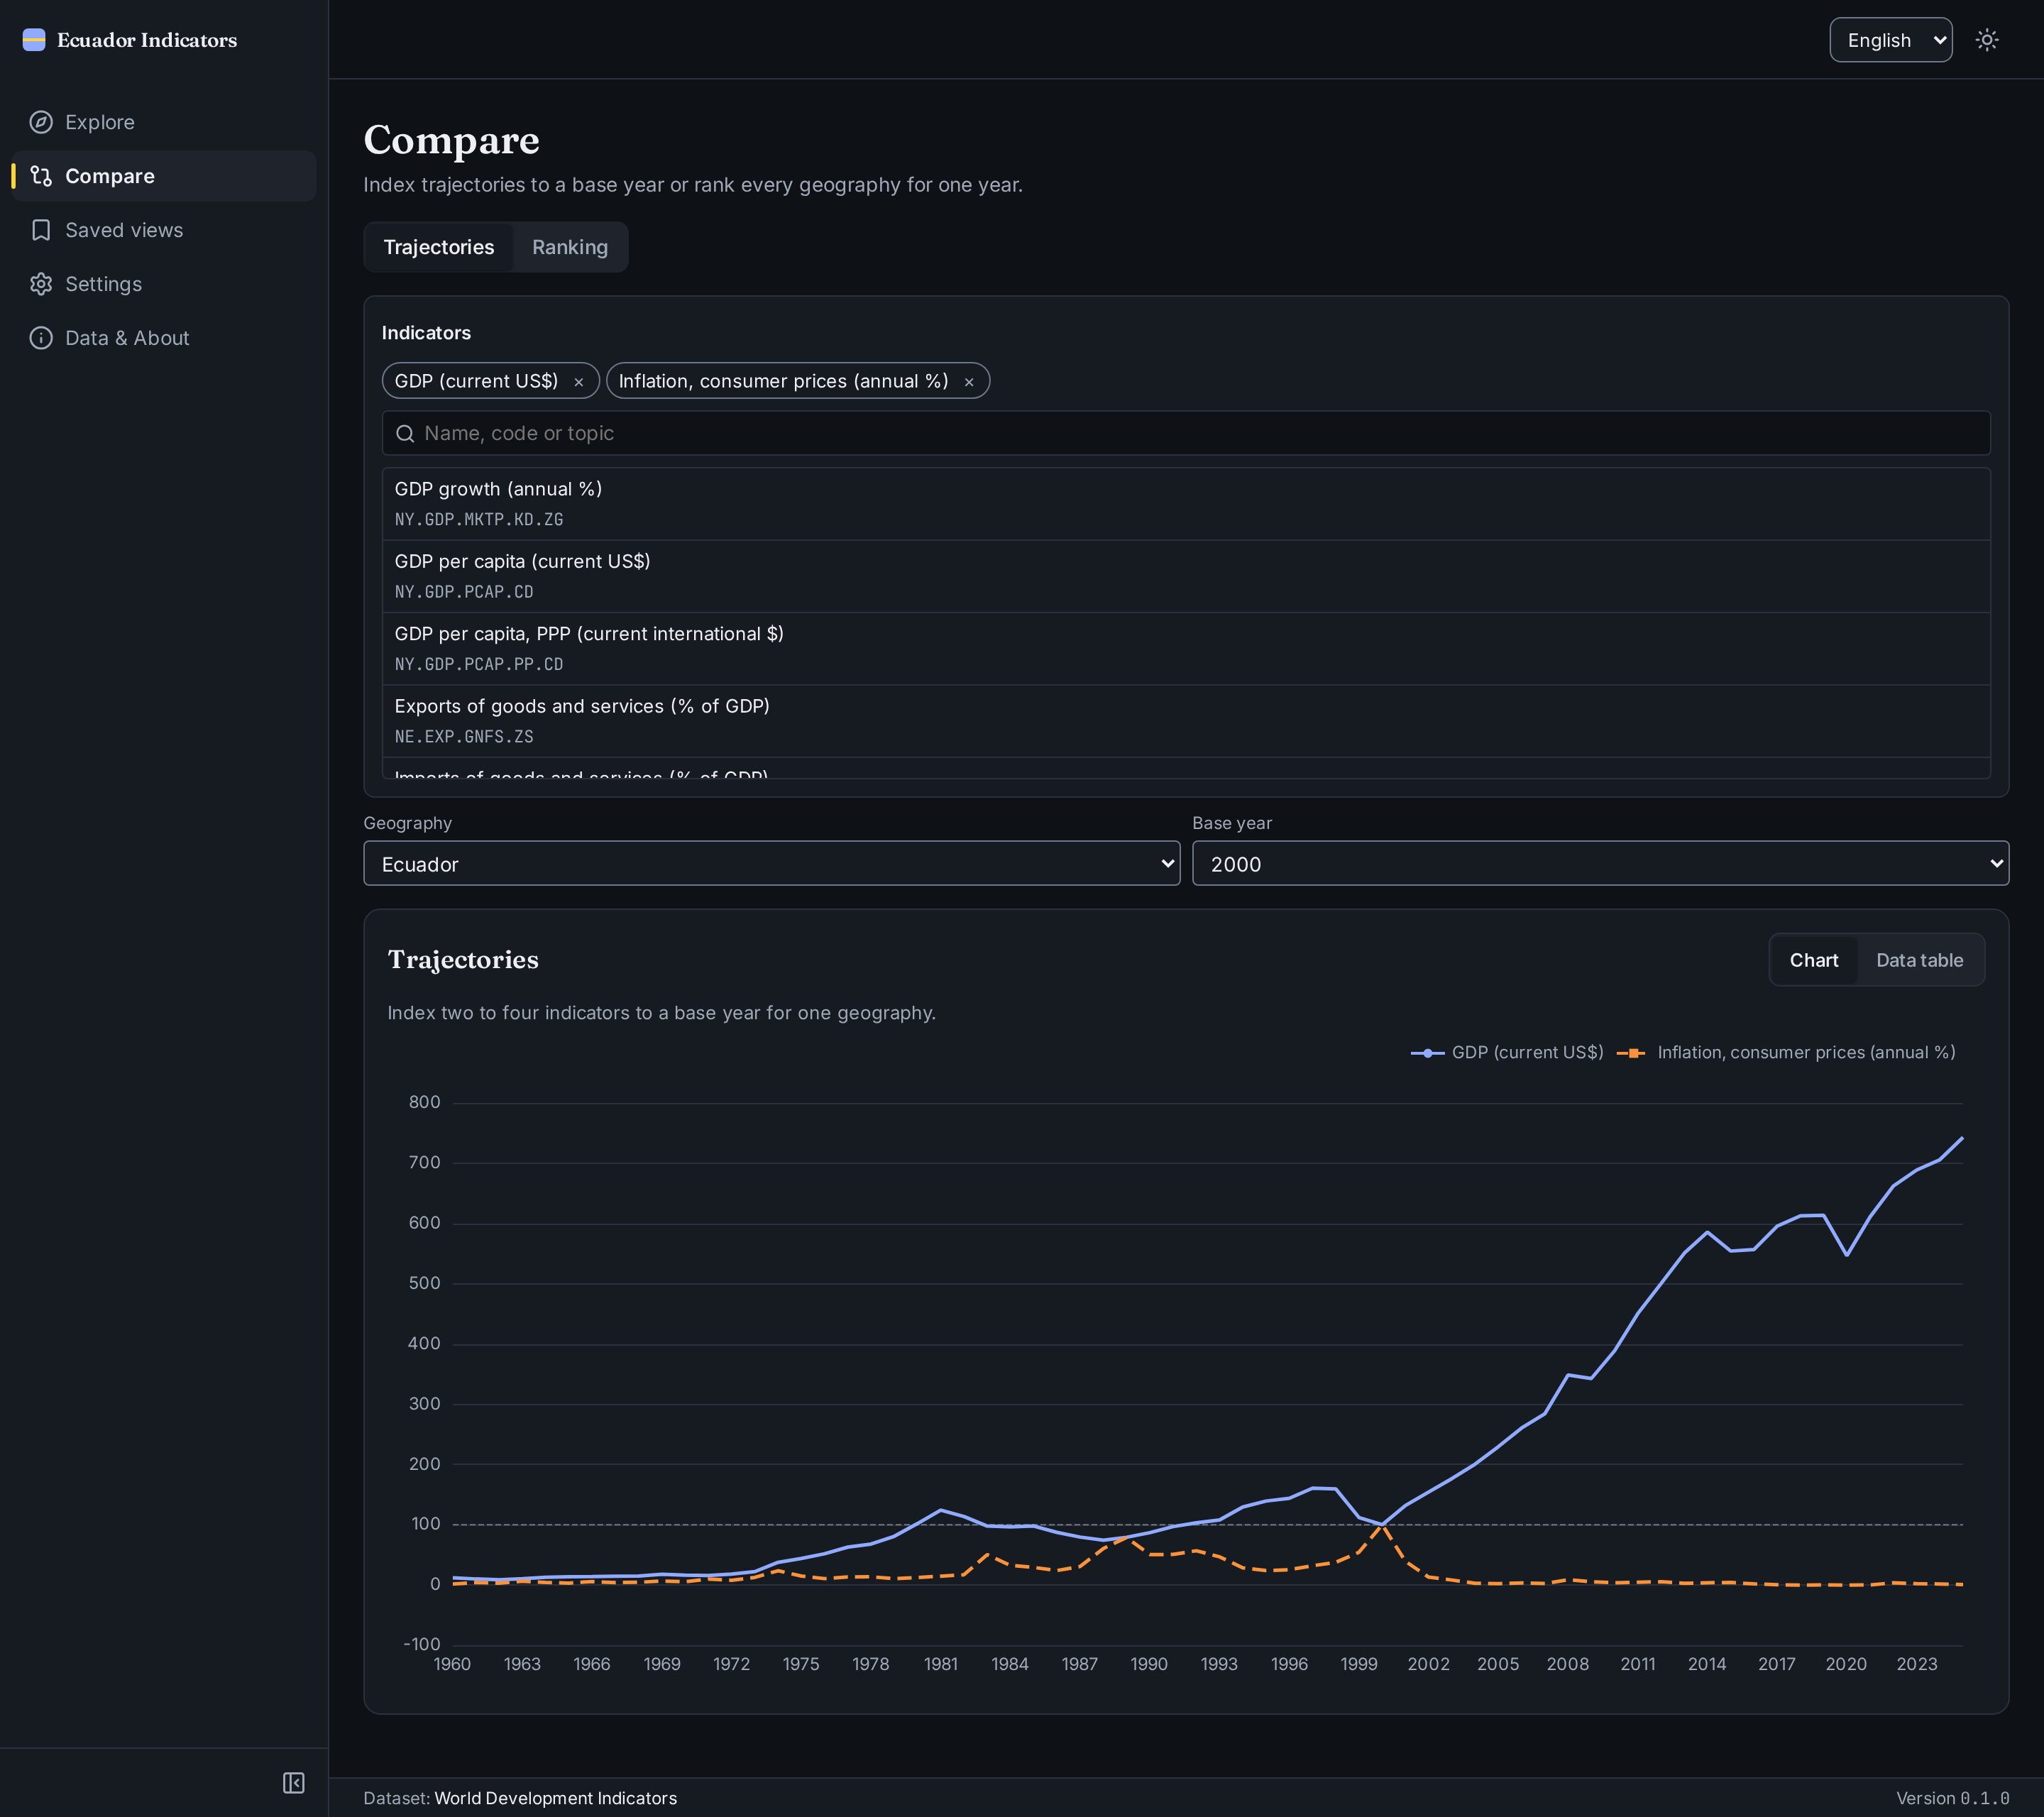 Ecuador Indicators
English
Explore
Compare
Saved views
Settings
Data & About
Compare
Index trajectories to a base year or rank every geography for one year.
Trajectories Ranking
Indicators
GDP (current US$) × Inflation, consumer prices (annual %) ×
Name, code or topic
GDP growth (annual %)
NY.GDP.MKTP.KD.ZG
GDP per capita (current US$)
NY.GDP.PCAP.CD
GDP per capita, PPP (current international $)
NY.GDP.PCAP.PP.CD
Exports of goods and services (% of GDP)
NE.EXP.GNFS.ZS
Imports of goods and services (% of GDP)
Geography Base year
Ecuador 2000
Trajectories
Chart Data table
Index two to four indicators to a base year for one geography.
GDP (current US$) Inflation, consumer prices (annual %)
800
700
600
500
400
300
200
100
0
-100
1960 1963 1966 1969 1972 1975 1978 1981 1984 1987 1990 1993 1996 1999 2002 2005 2008 2011 2014 2017 2020 2023
Dataset: World Development Indicators
Version 0.1.0